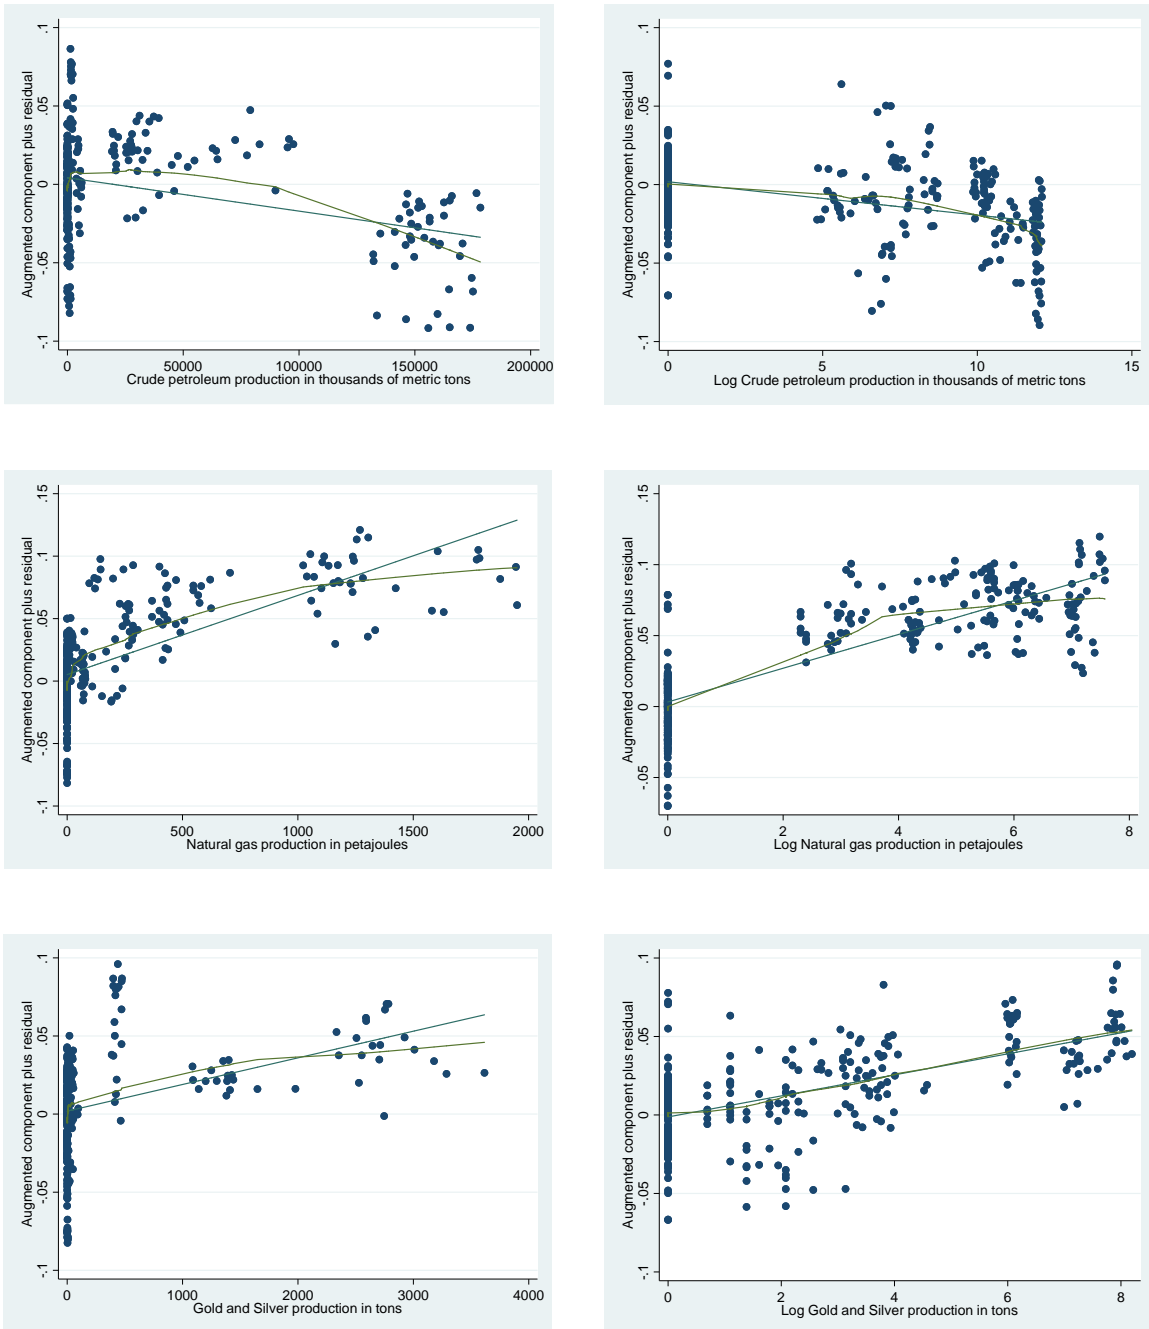 Augmented component plus residual
.1
.05
0
-.05
-.1
0 50000 100000 150000 200000
Crude petroleum production in thousands of metric tons
Augmented component plus residual
.1
.05
0
-.05
-.1
0 5 10 15
Log Crude petroleum production in thousands of metric tons
Augmented component plus residual
.15
.1
.05
0
-.05
-.1
0 500 1000 1500 2000
Natural gas production in petajoules
Augmented component plus residual
.15
.1
.05
0
-.05
0 2 4 6 8
Log Natural gas production in petajoules
Augmented component plus residual
.1
.05
0
-.05
-.1
0 1000 2000 3000 4000
Gold and Silver production in tons
Augmented component plus residual
.1
.05
0
-.05
-.1
0 2 4 6 8
Log Gold and Silver production in tons